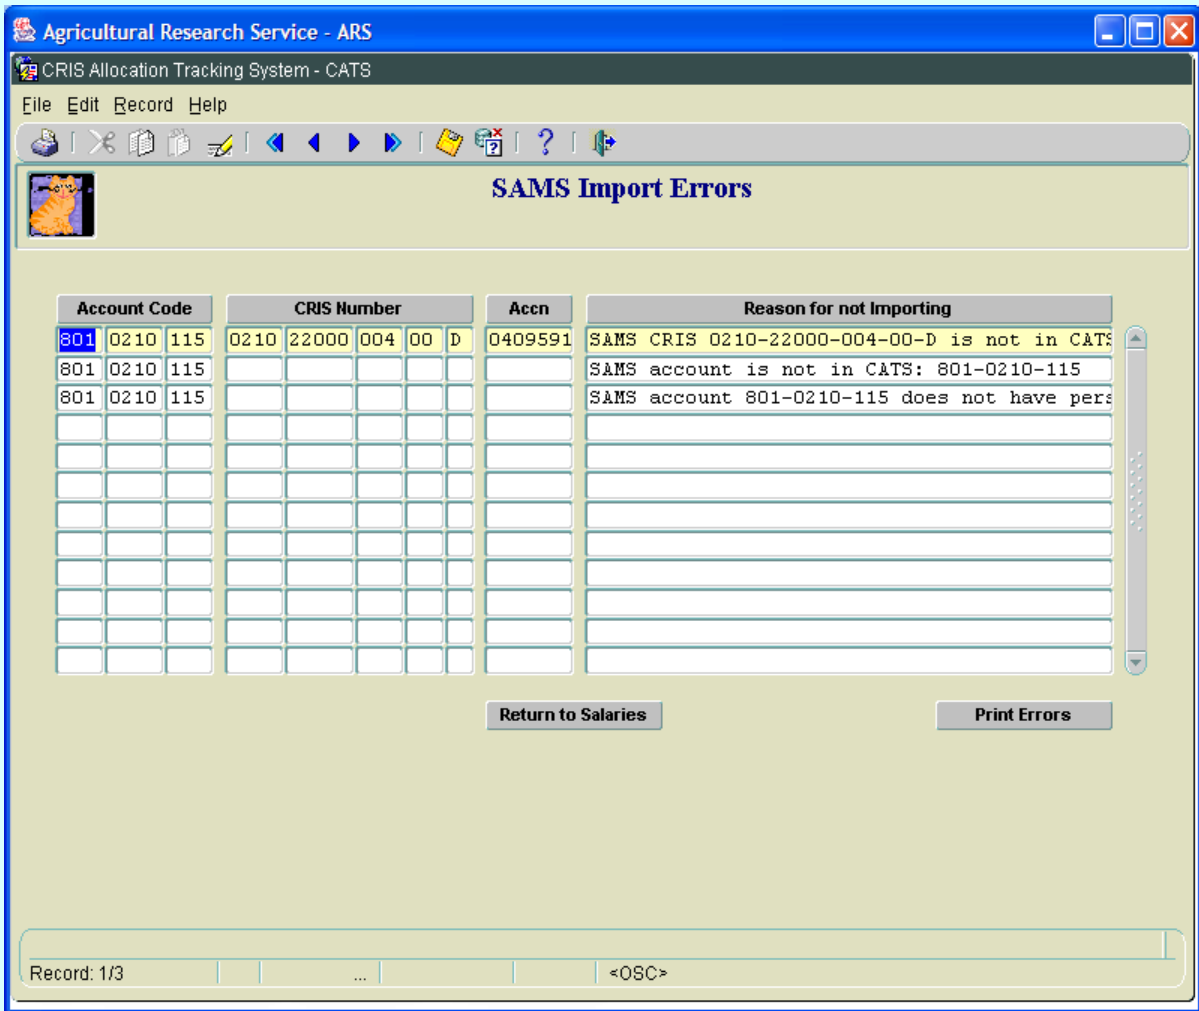 Agricultural Research Service - ARS
CRIS Allocation Tracking System - CATS
File Edit Record Help
SAMS Import Errors
Account Code CRIS Number Accn Reason for not Importing
801 0210 115 0210 22000 004 00 D 0409591 SAMS CRIS 0210-22000-004-00-D is not in CATS
801 0210 115 SAMS account is not in CATS: 801-0210-115
801 0210 115 SAMS account 801-0210-115 does not have pers
Return to Salaries Print Errors
Record: 1/3 ... <OSC>